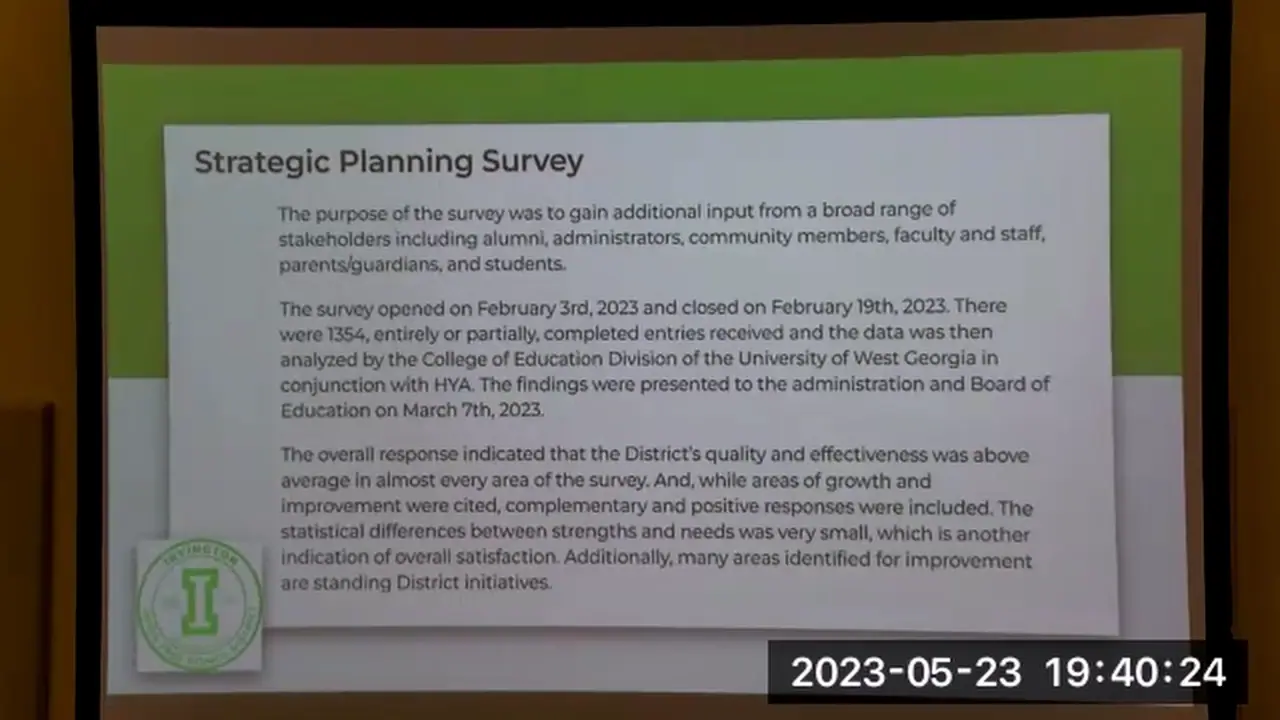 Strategic Planning Survey
The purpose of the survey was to gain additional input from a broad range of
stakeholders including alumni, administrators, community members, faculty and staff,
parents/guardians, and students.
The survey opened on February 3rd, 2023 and closed on February 19th, 2023. There
were 1354, entirely or partially, completed entries received and the data was then
analyzed by the College of Education Division of the University of West Georgia in
conjunction with HYA. The findings were presented to the administration and Board of
Education on March 7th, 2023.
The overall response indicated that the District's quality and effectiveness was above
average in almost every area of the survey. And, while areas of growth and
improvement were cited, complementary and positive responses were included. The
statistical differences between strengths and needs was very small, which is another
indication of overall satisfaction. Additionally, many areas identified for improvement
are standing District initiatives.
IRVINGTON
I
2023-05-23 19:40:24